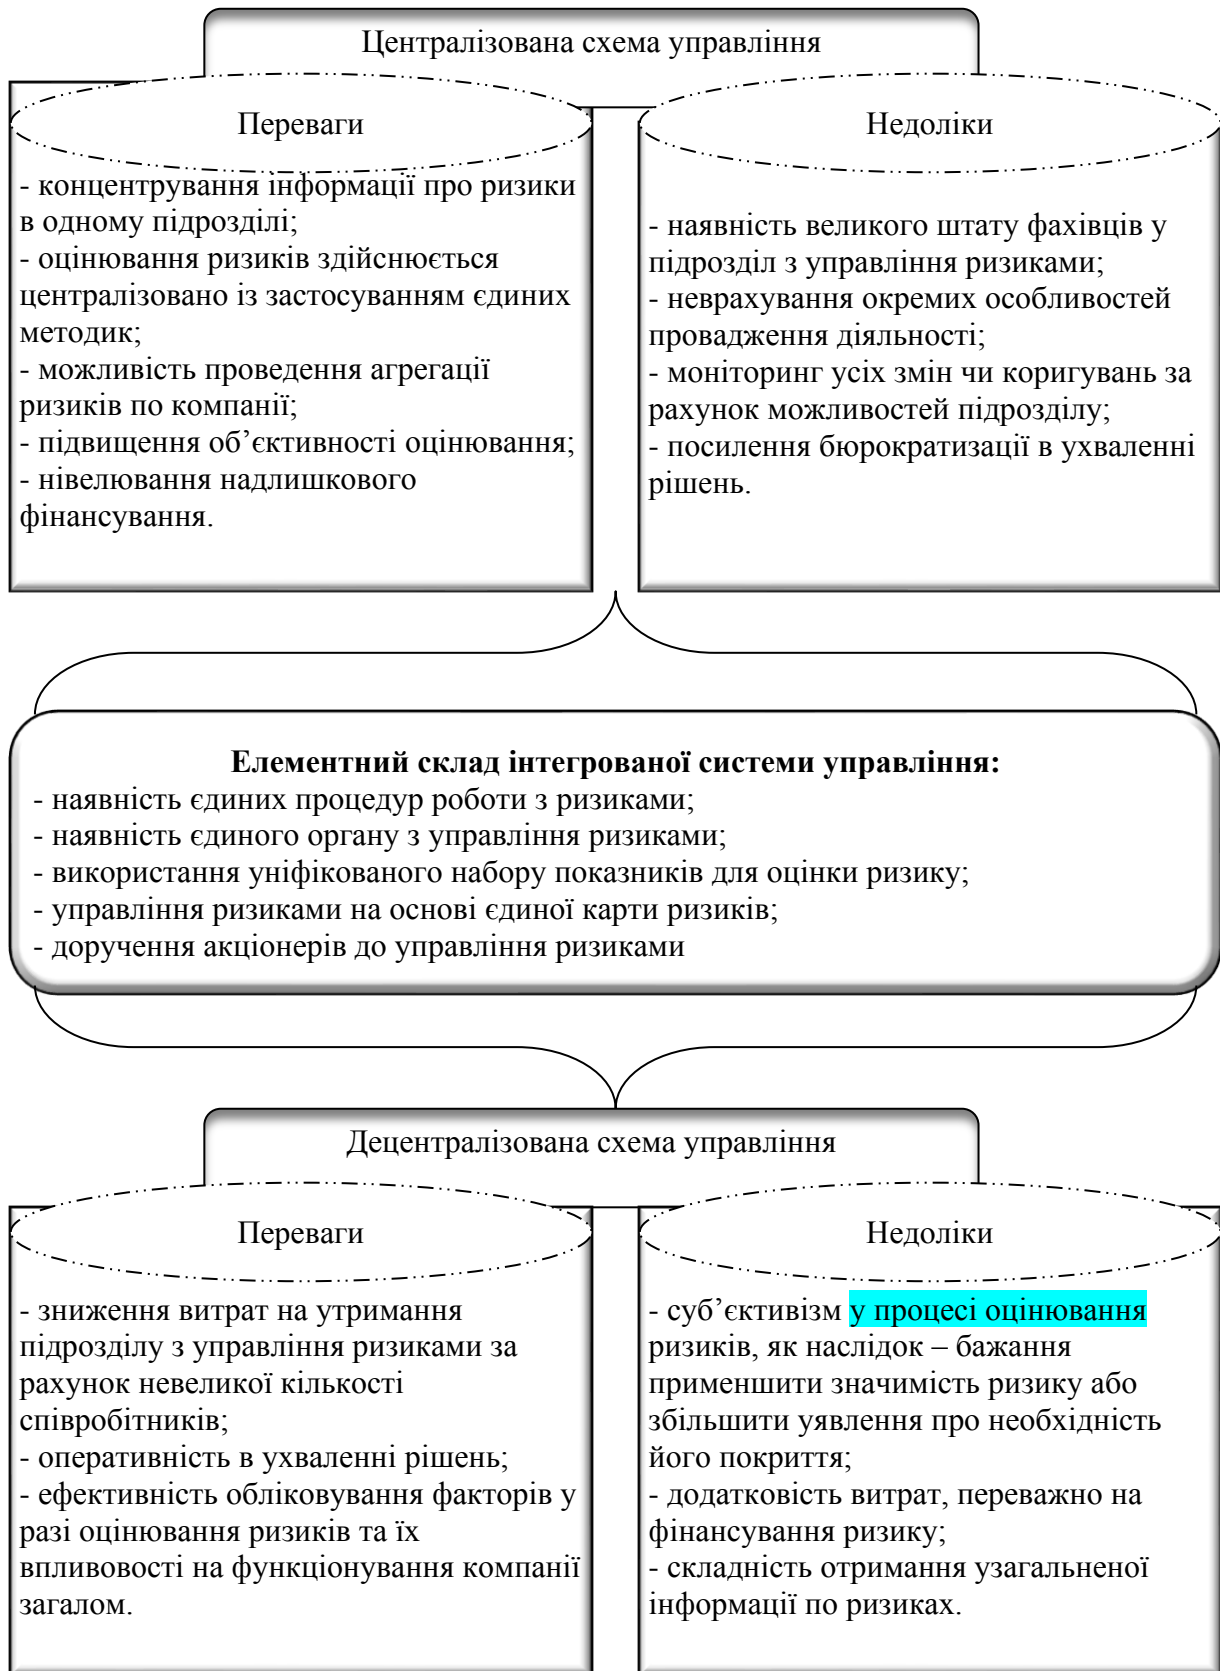 Централізована схема управління
Переваги
- концентрування інформації про ризики
в одному підрозділі;
- оцінювання ризиків здійснюється
централізовано із застосуванням єдиних
методик;
- можливість проведення агрегації
ризиків по компанії;
- підвищення об’єктивності оцінювання;
- нівелювання надлишкового
фінансування.
Недоліки
- наявність великого штату фахівців у
підрозділ з управління ризиками;
- неврахування окремих особливостей
провадження діяльності;
- моніторинг усіх змін чи коригувань за
рахунок можливостей підрозділу;
- посилення бюрократизації в ухваленні
рішень.
Елементний склад інтегрованої системи управління:
- наявність єдиних процедур роботи з ризиками;
- наявність єдиного органу з управління ризиками;
- використання уніфікованого набору показників для оцінки ризику;
- управління ризиками на основі єдиної карти ризиків;
- доручення акціонерів до управління ризиками
Децентралізована схема управління
Переваги
- зниження витрат на утримання
підрозділу з управління ризиками за
рахунок невеликої кількості
співробітників;
- оперативність в ухваленні рішень;
- ефективність обліковування факторів у
разі оцінювання ризиків та їх
впливовості на функціонування компанії
загалом.
Недоліки
- суб’єктивізм у процесі оцінювання
ризиків, як наслідок – бажання
применшити значимість ризику або
збільшити уявлення про необхідність
його покриття;
- додатковість витрат, переважно на
фінансування ризику;
- складність отримання узагальненої
інформації по ризиках.